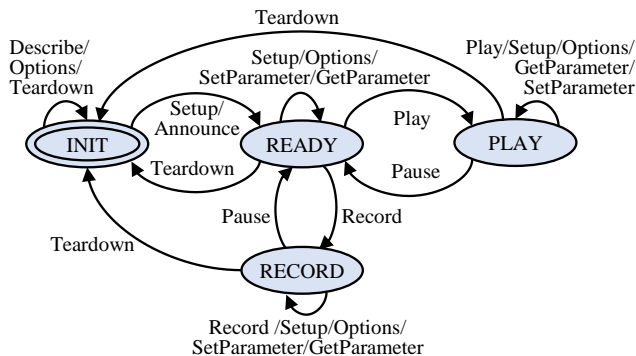 Teardown
Describe/
Options/
Teardown
Setup/Options/
SetParameter/GetParameter
Play/Setup/Options/
GetParameter/
SetParameter
Setup/
Announce
Play
INIT
READY
PLAY
Teardown
Pause
Pause
Record
Teardown
RECORD
Record /Setup/Options/
SetParameter/GetParameter